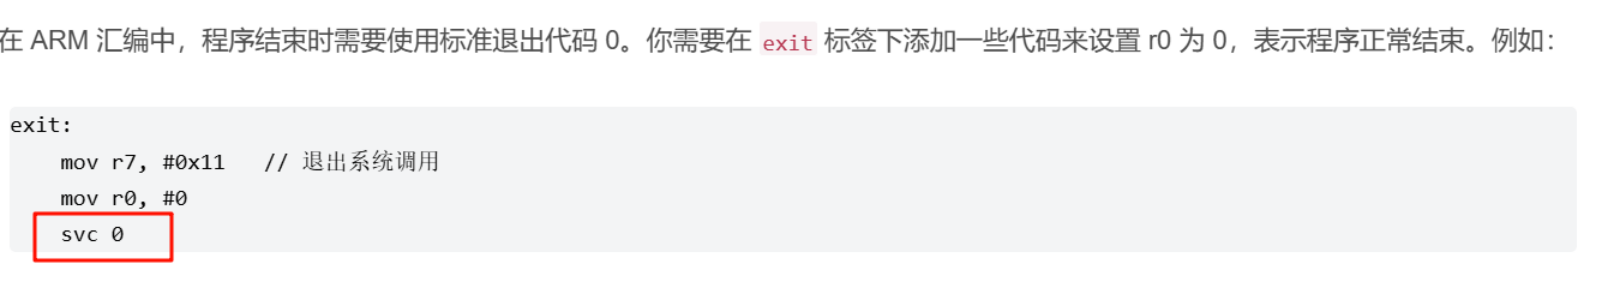 在 ARM 汇编中，程序结束时需要使用标准退出代码 0。你需要在 exit 标签下添加一些代码来设置 r0 为 0，表示程序正常结束。例如：
exit:
    mov r7, #0x11   // 退出系统调用
    mov r0, #0
    svc 0